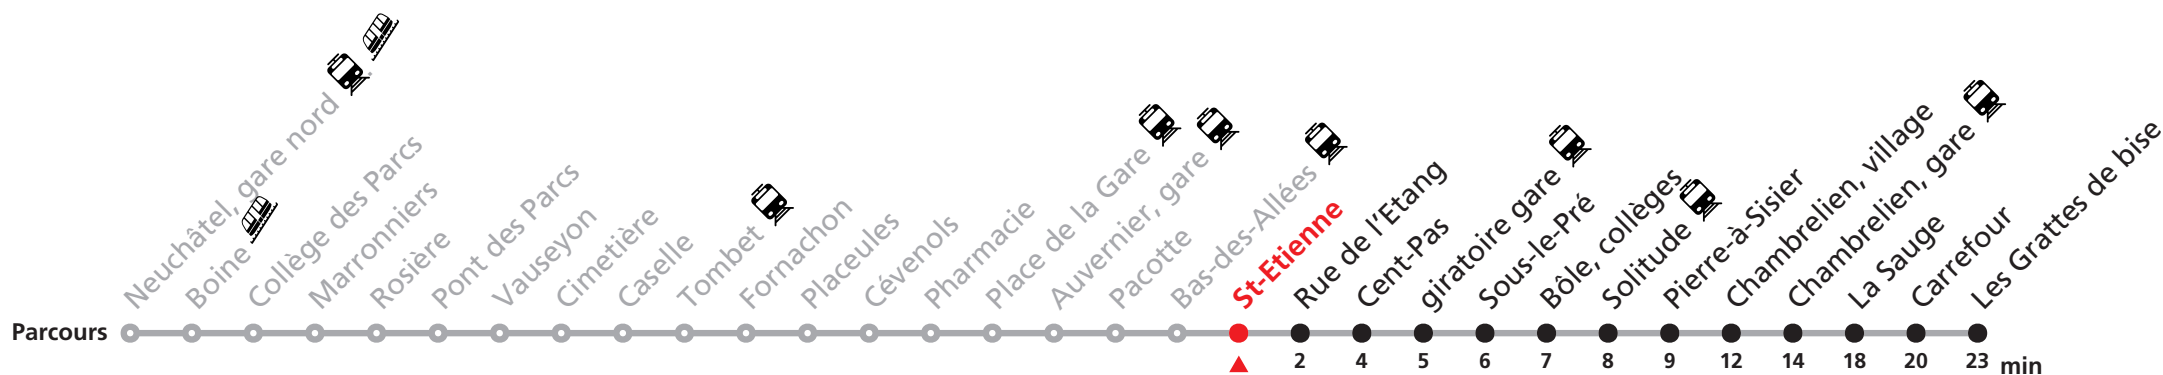 Neuchâtel, gare nord
Boine
Collège des Parcs
Marronniers
Rosière
Pont des Parcs
Vauseyon
Cimetière
Caselle
Tombet
Fornachon
Placeules
Cévenols
Pharmacie
Place de la Gare
Auvernier, gare
Pacotte
Bas-des-Allées
St-Etienne
Rue de l'Etang
Cent-Pas
giratoire gare
Sous-le-Pré
Bôle, collèges
Solitude
Pierre-à-Sisier
Chambrelien, village
Chambrelien, gare
La Sauge
Carrefour
Les Grattes de bise
Parcours
2 4 5 6 7 8 9 12 14 18 20 23 min